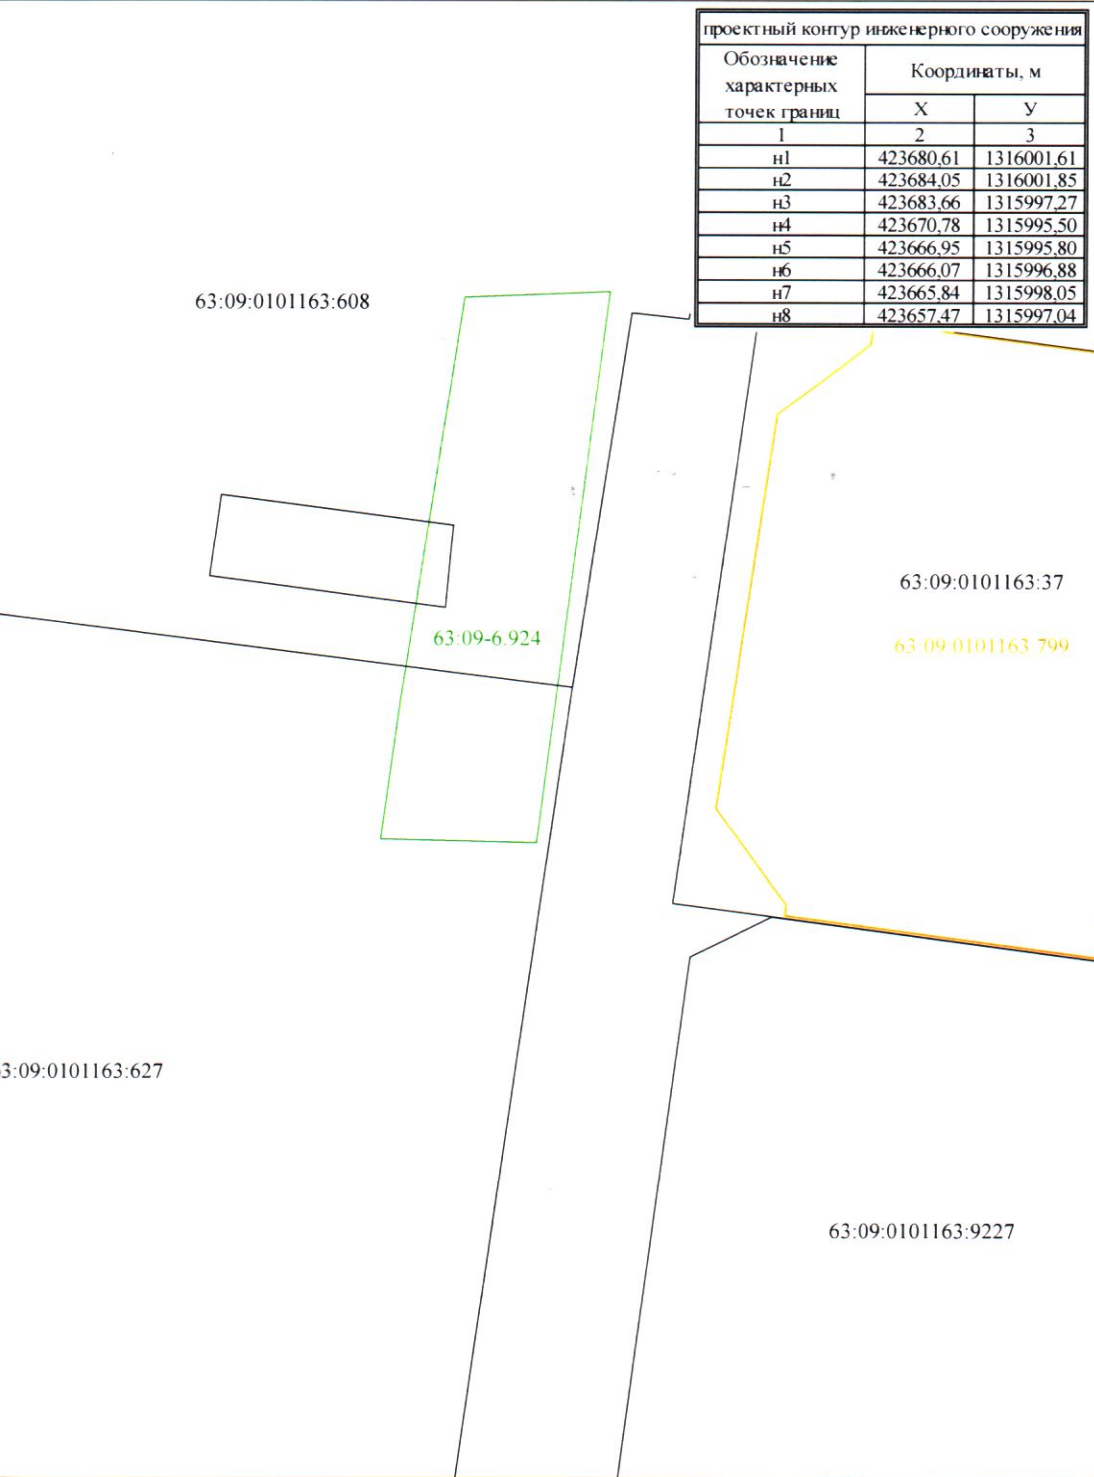 проектный контур инженерного сооружения
Обозначение характерных точек границ | Координаты, м
X | У
1 | 2 | 3
н1 | 423680,61 | 1316001,61
н2 | 423684,05 | 1316001,85
н3 | 423683,66 | 1315997,27
н4 | 423670,78 | 1315995,50
н5 | 423666,95 | 1315995,80
н6 | 423666,07 | 1315996,88
н7 | 423665,84 | 1315998,05
н8 | 423657,47 | 1315997,04
63:09:0101163:608
63:09:0101163:37
63:09-6.924
63:09:0101163:799
3:09:0101163:627
63:09:0101163:9227